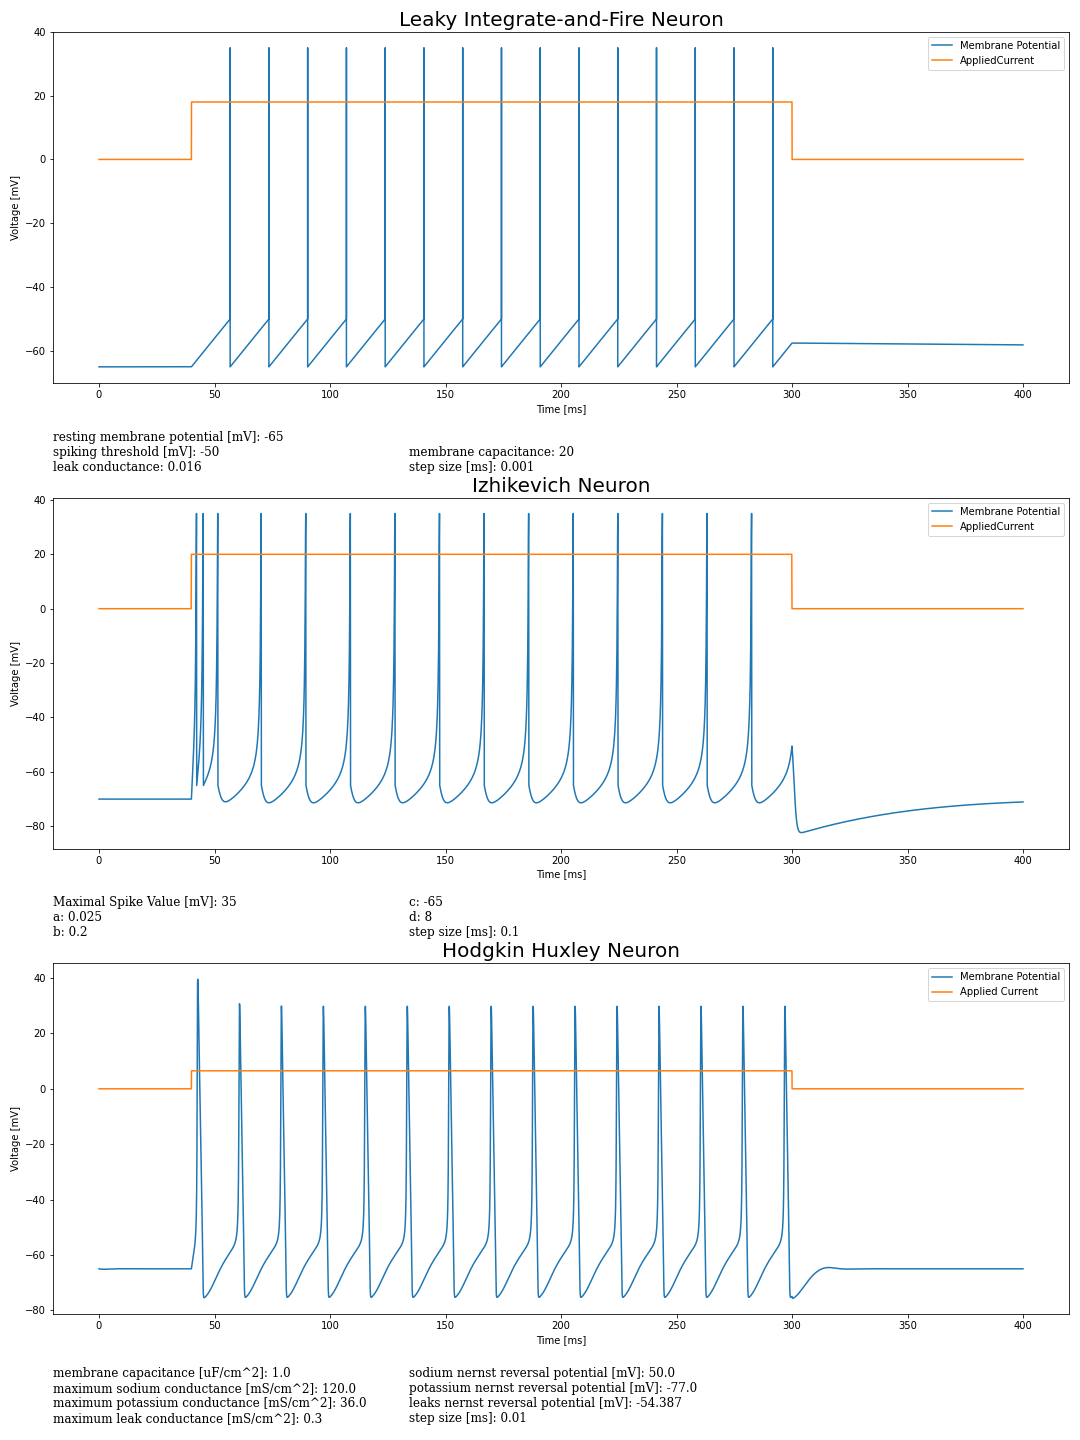 Leaky Integrate-and-Fire Neuron
Membrane Potential
AppliedCurrent
Voltage [mV]
40
20
0
−20
−40
−60
0 50 100 150 200 250 300 350 400
Time [ms]
resting membrane potential [mV]: -65
spiking threshold [mV]: -50
leak conductance: 0.016
membrane capacitance: 20
step size [ms]: 0.001
Izhikevich Neuron
Membrane Potential
AppliedCurrent
Voltage [mV]
40
20
0
−20
−40
−60
−80
0 50 100 150 200 250 300 350 400
Time [ms]
Maximal Spike Value [mV]: 35
a: 0.025
b: 0.2
c: -65
d: 8
step size [ms]: 0.1
Hodgkin Huxley Neuron
Membrane Potential
Applied Current
Voltage [mV]
40
20
0
−20
−40
−60
−80
0 50 100 150 200 250 300 350 400
Time [ms]
membrane capacitance [uF/cm^2]: 1.0
maximum sodium conductance [mS/cm^2]: 120.0
maximum potassium conductance [mS/cm^2]: 36.0
maximum leak conductance [mS/cm^2]: 0.3
sodium nernst reversal potential [mV]: 50.0
potassium nernst reversal potential [mV]: -77.0
leaks nernst reversal potential [mV]: -54.387
step size [ms]: 0.01